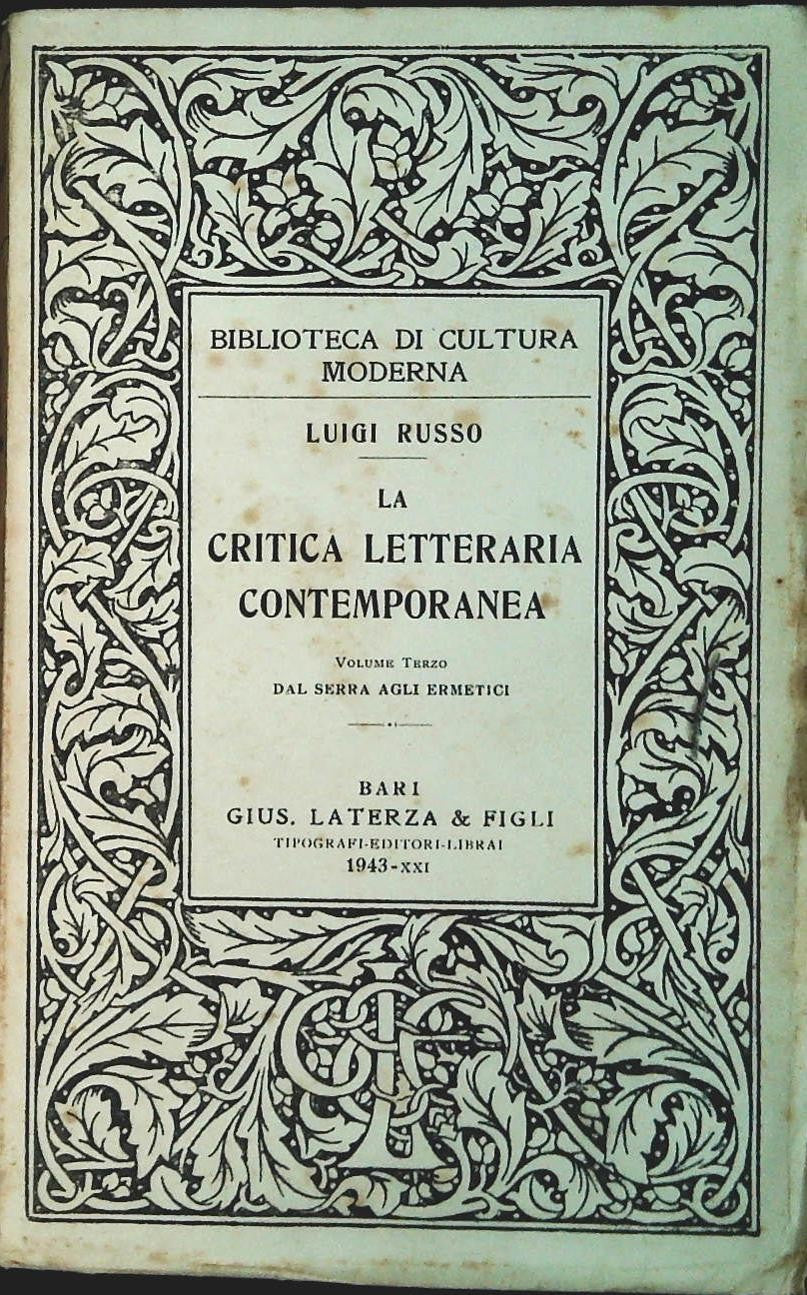 BIBLIOTECA DI CULTURA
MODERNA
LUIGI RUSSO
LA
CRITICA LETTERARIA
CONTEMPORANEA
VOLUME TERZO
DAL SERRA AGLI ERMETICI
BARI
GIUS. LATERZA & FIGLI
TIPOGRAFI-EDITORI-LIBRAI
1943-XXI